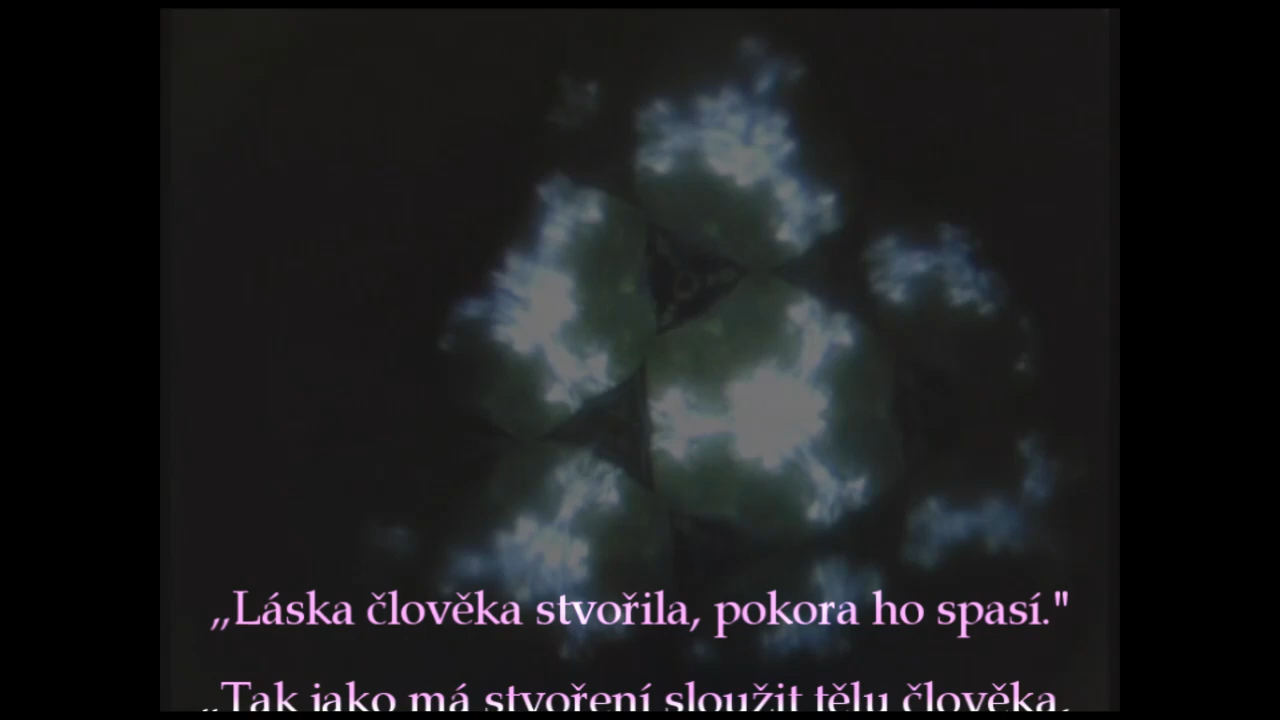 „Láska člověka stvořila, pokora ho spasí."
„Tak jako má stvoření sloužit tělu člověka,